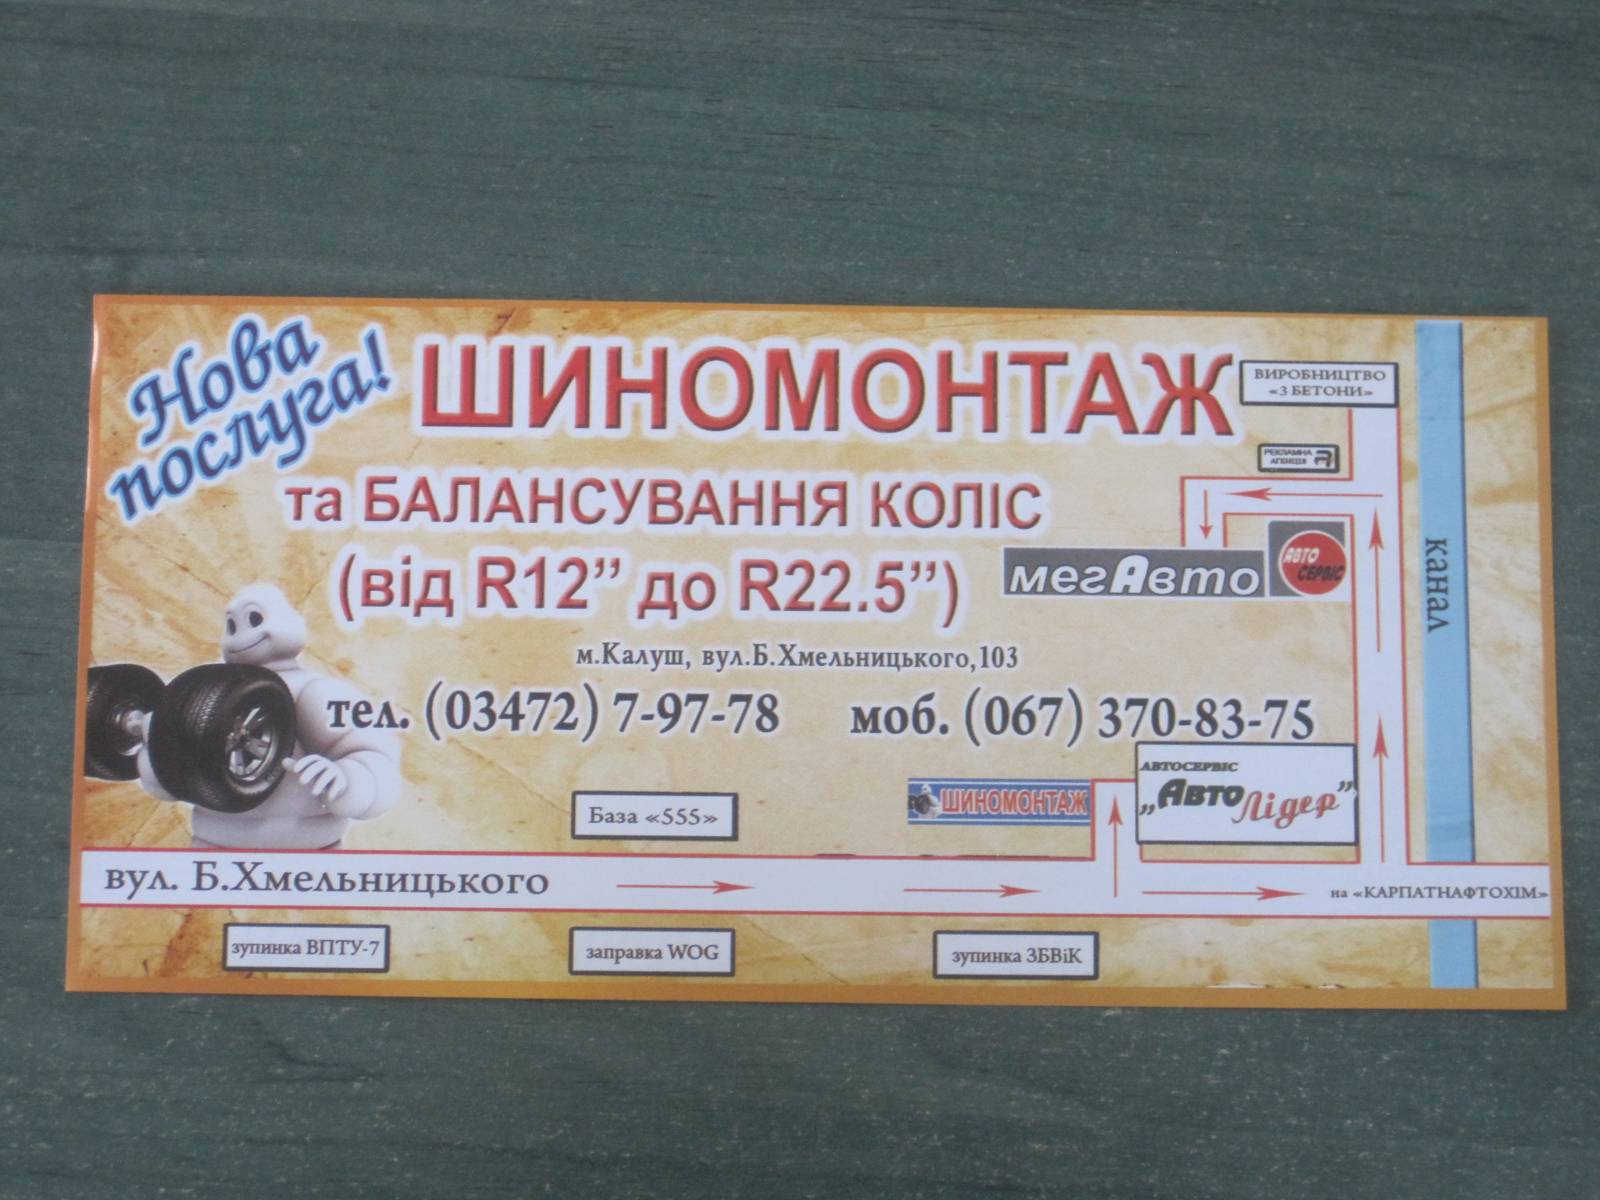 Нова
послуга!
ШИНОМОНТАЖ
та БАЛАНСУВАННЯ КОЛІС
(від R12” до R22.5”)
м.Калуш, вул.Б.Хмельницького,103
тел. (03472) 7-97-78 моб. (067) 370-83-75
ВИРОБНИЦТВО
«З БЕТОНИ»
РЕКЛАМНА
АГЕНЦІЯ
мегАвто
АВТО
СЕРВІС
канал
АВТОСЕРВІС
„Авто Лідер”
ШИНОМОНТАЖ
База «555»
вул. Б.Хмельницького
на «КАРПАТНАФТОХІМ»
зупинка ВПТУ-7
заправка WOG
зупинка ЗБВіК